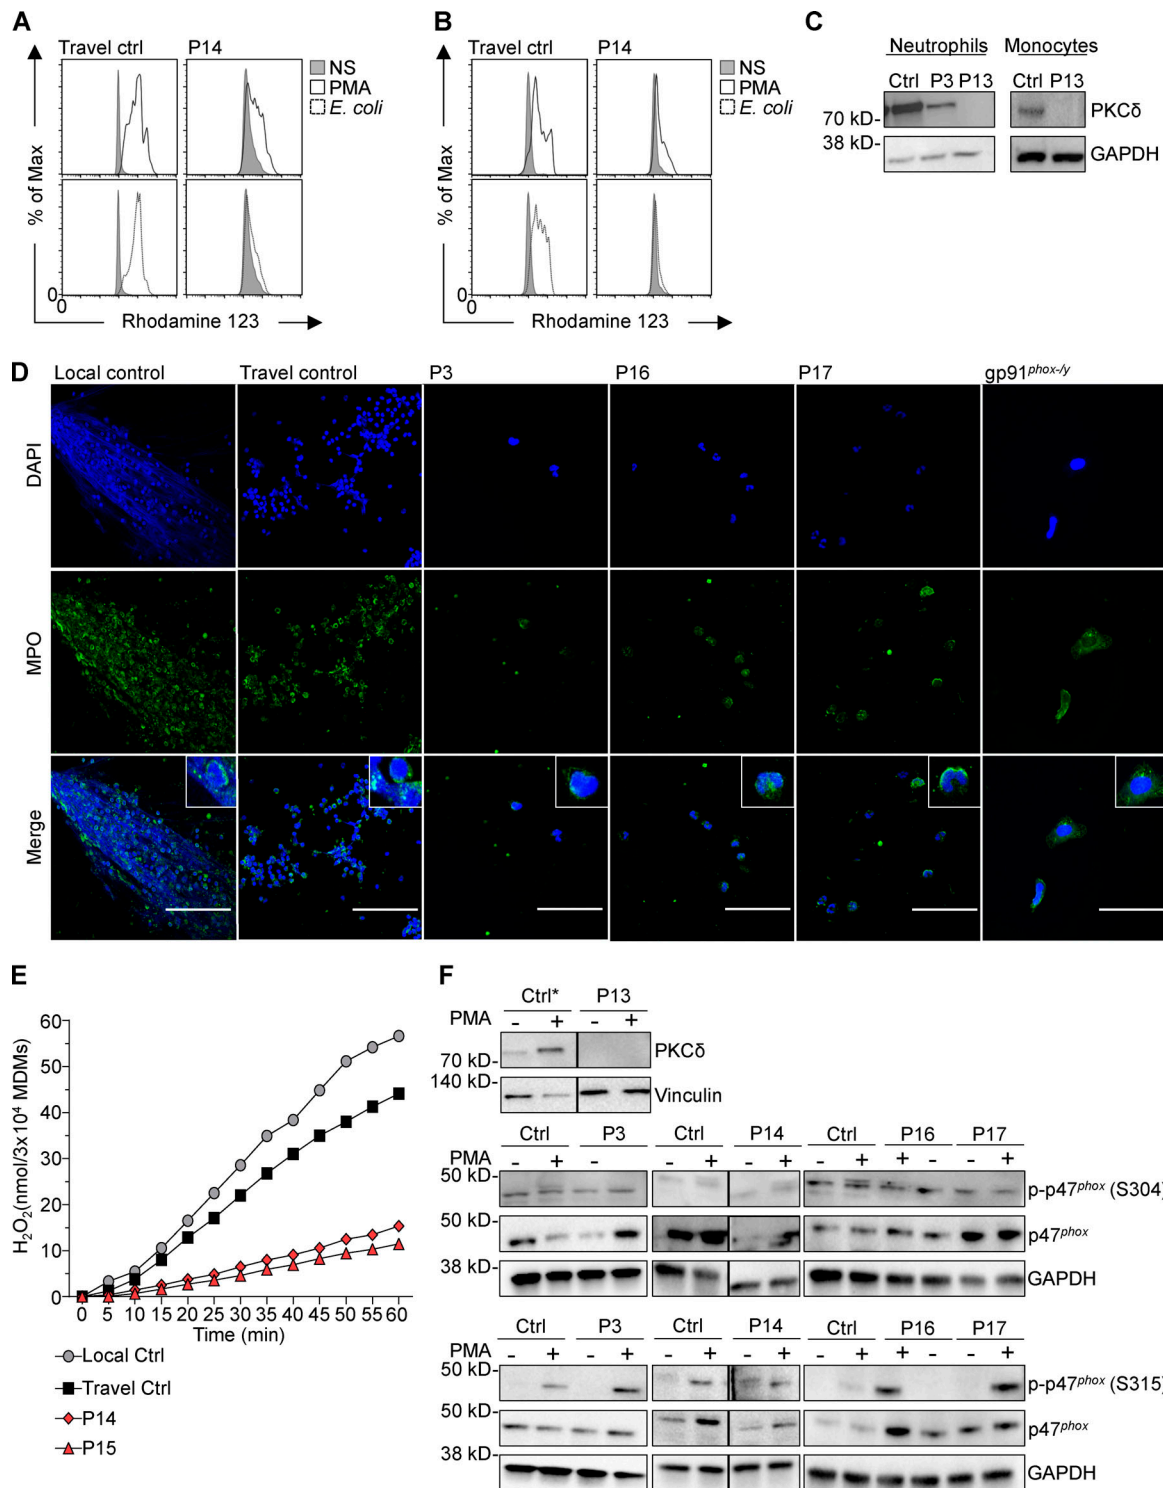 A
B
C
Travel ctrl P14
NS
PMA
E. coli
% of Max
0
0
Rhodamine 123
Travel ctrl P14
NS
PMA
E. coli
% of Max
0
0
Rhodamine 123
Neutrophils Monocytes
Ctrl P3 P13 Ctrl P13
70 kD- PKCδ
38 kD- GAPDH
D
Local control Travel control P3 P16 P17 gp91phox-/y
DAPI
MPO
Merge
E
H2O2(nmol/3x10⁴ MDMs)
60
50
40
30
20
10
0
0 5 10 15 20 25 30 35 40 45 50 55 60
Time (min)
Local Ctrl
Travel Ctrl
P14
P15
F
Ctrl* P13
PMA - + - +
70 kD- PKCδ
140 kD- Vinculin
Ctrl P3 Ctrl P14 Ctrl P16 P17
PMA - + - - + - + - + + - - +
50 kD- p-p47phox (S304)
50 kD- p47phox
38 kD- GAPDH
Ctrl P3 Ctrl P14 Ctrl P16 P17
PMA - + - + - + - + - + + - - +
50 kD- p-p47phox (S315)
50 kD- p47phox
38 kD- GAPDH